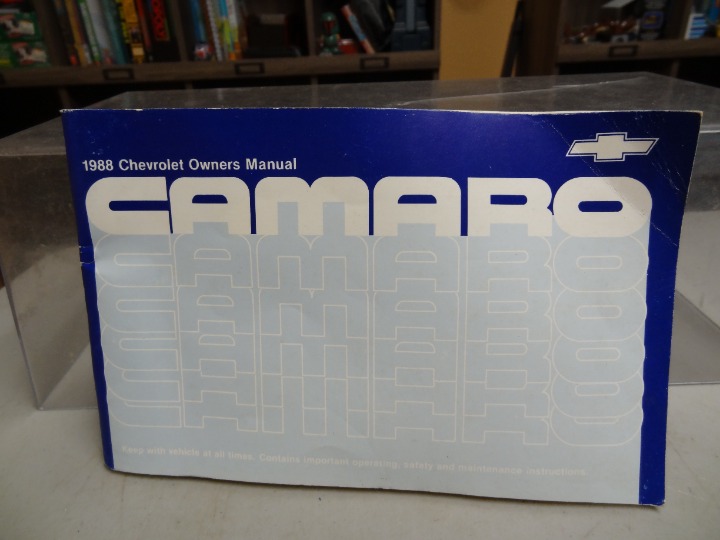 1988 Chevrolet Owners Manual
CAMARO
Keep with vehicle at all times. Contains important operating, safety and maintenance instructions.